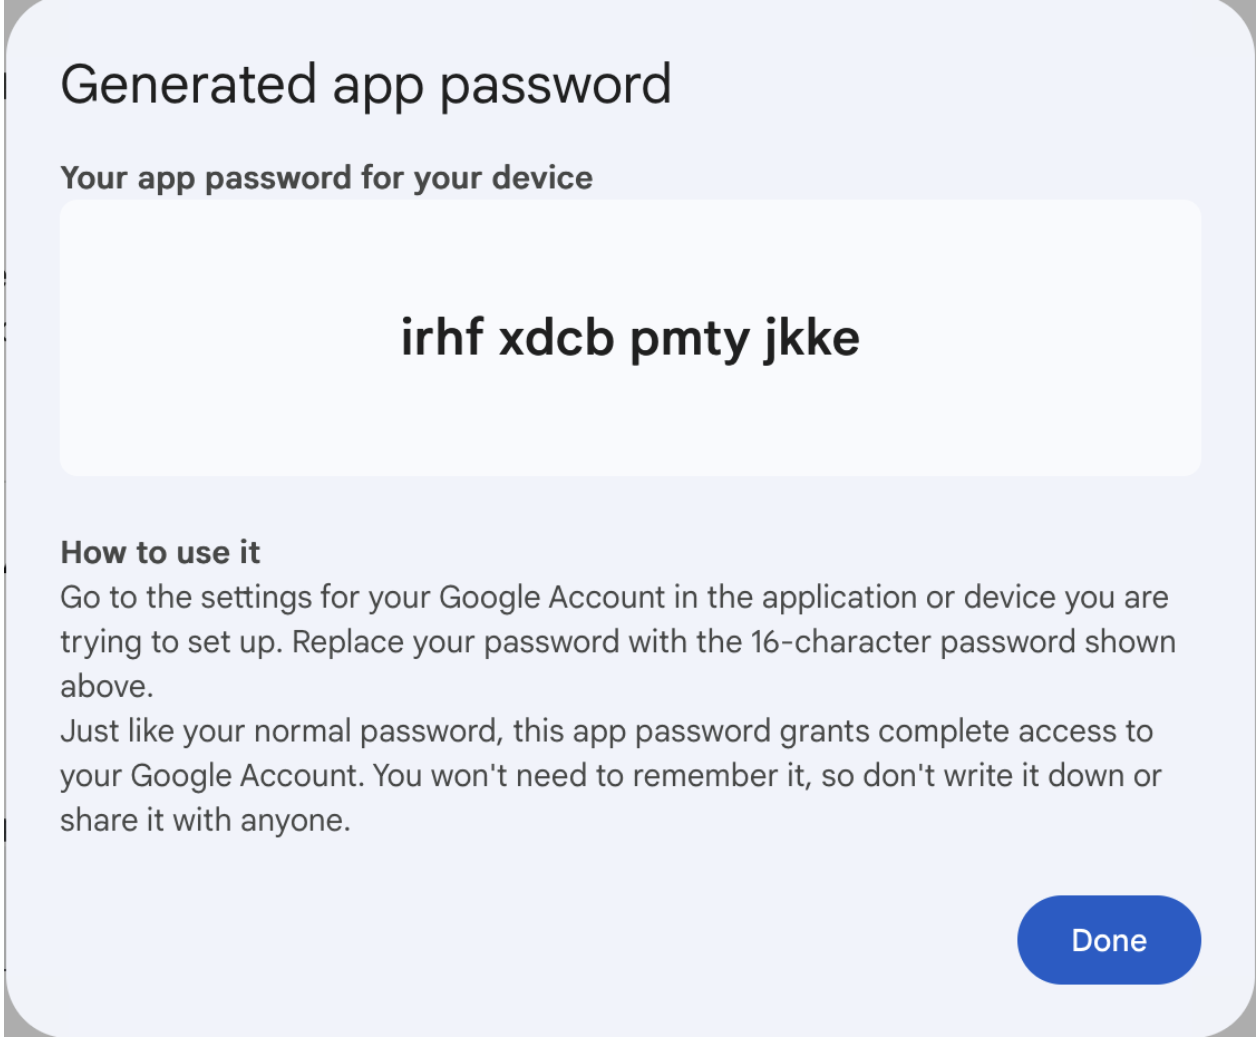 Generated app password
Your app password for your device
irhf xdcb pmty jkke
How to use it
Go to the settings for your Google Account in the application or device you are
trying to set up. Replace your password with the 16-character password shown
above.
Just like your normal password, this app password grants complete access to
your Google Account. You won't need to remember it, so don't write it down or
share it with anyone.
Done